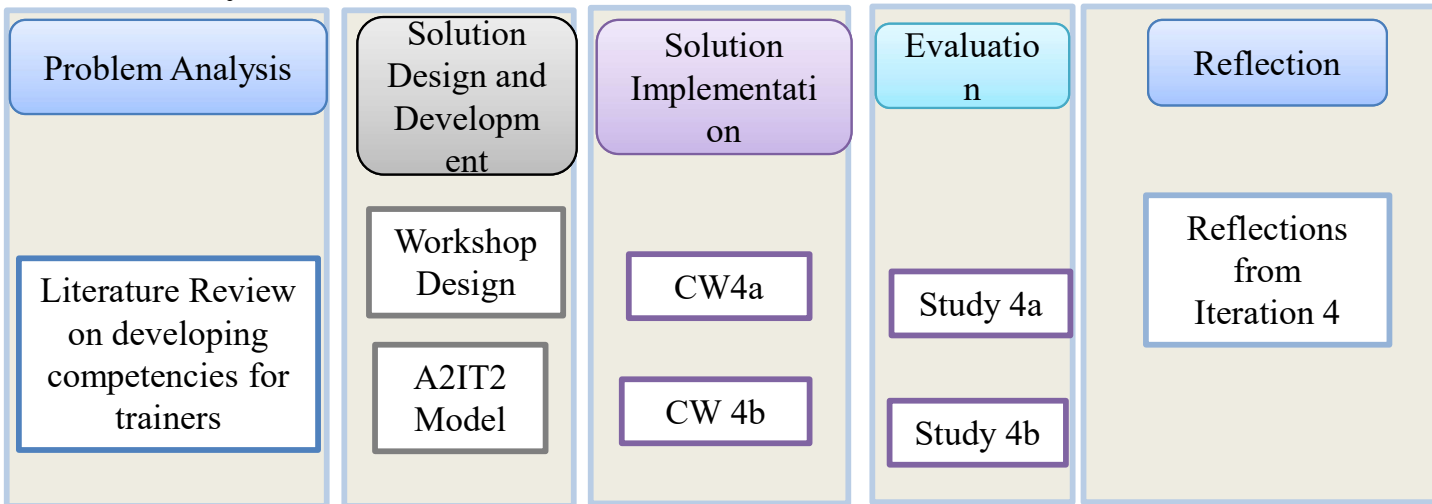 Problem Analysis
Literature Review
on developing
competencies for
trainers
Solution
Design and
Developm
ent
Workshop
Design
A2IT2
Model
Solution
Implementati
on
CW4a
CW 4b
Evaluatio
n
Study 4a
Study 4b
Reflection
Reflections
from
Iteration 4